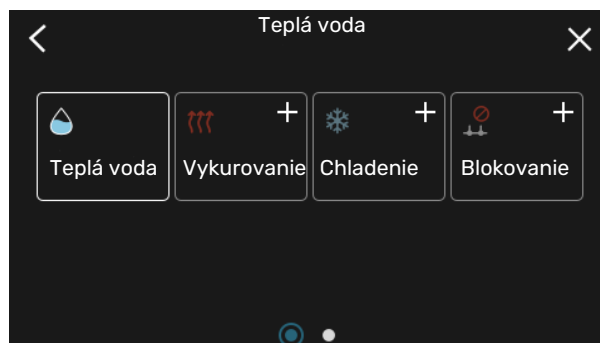 Teplá voda
Teplá voda
Vykurovanie
Chladenie
Blokovanie